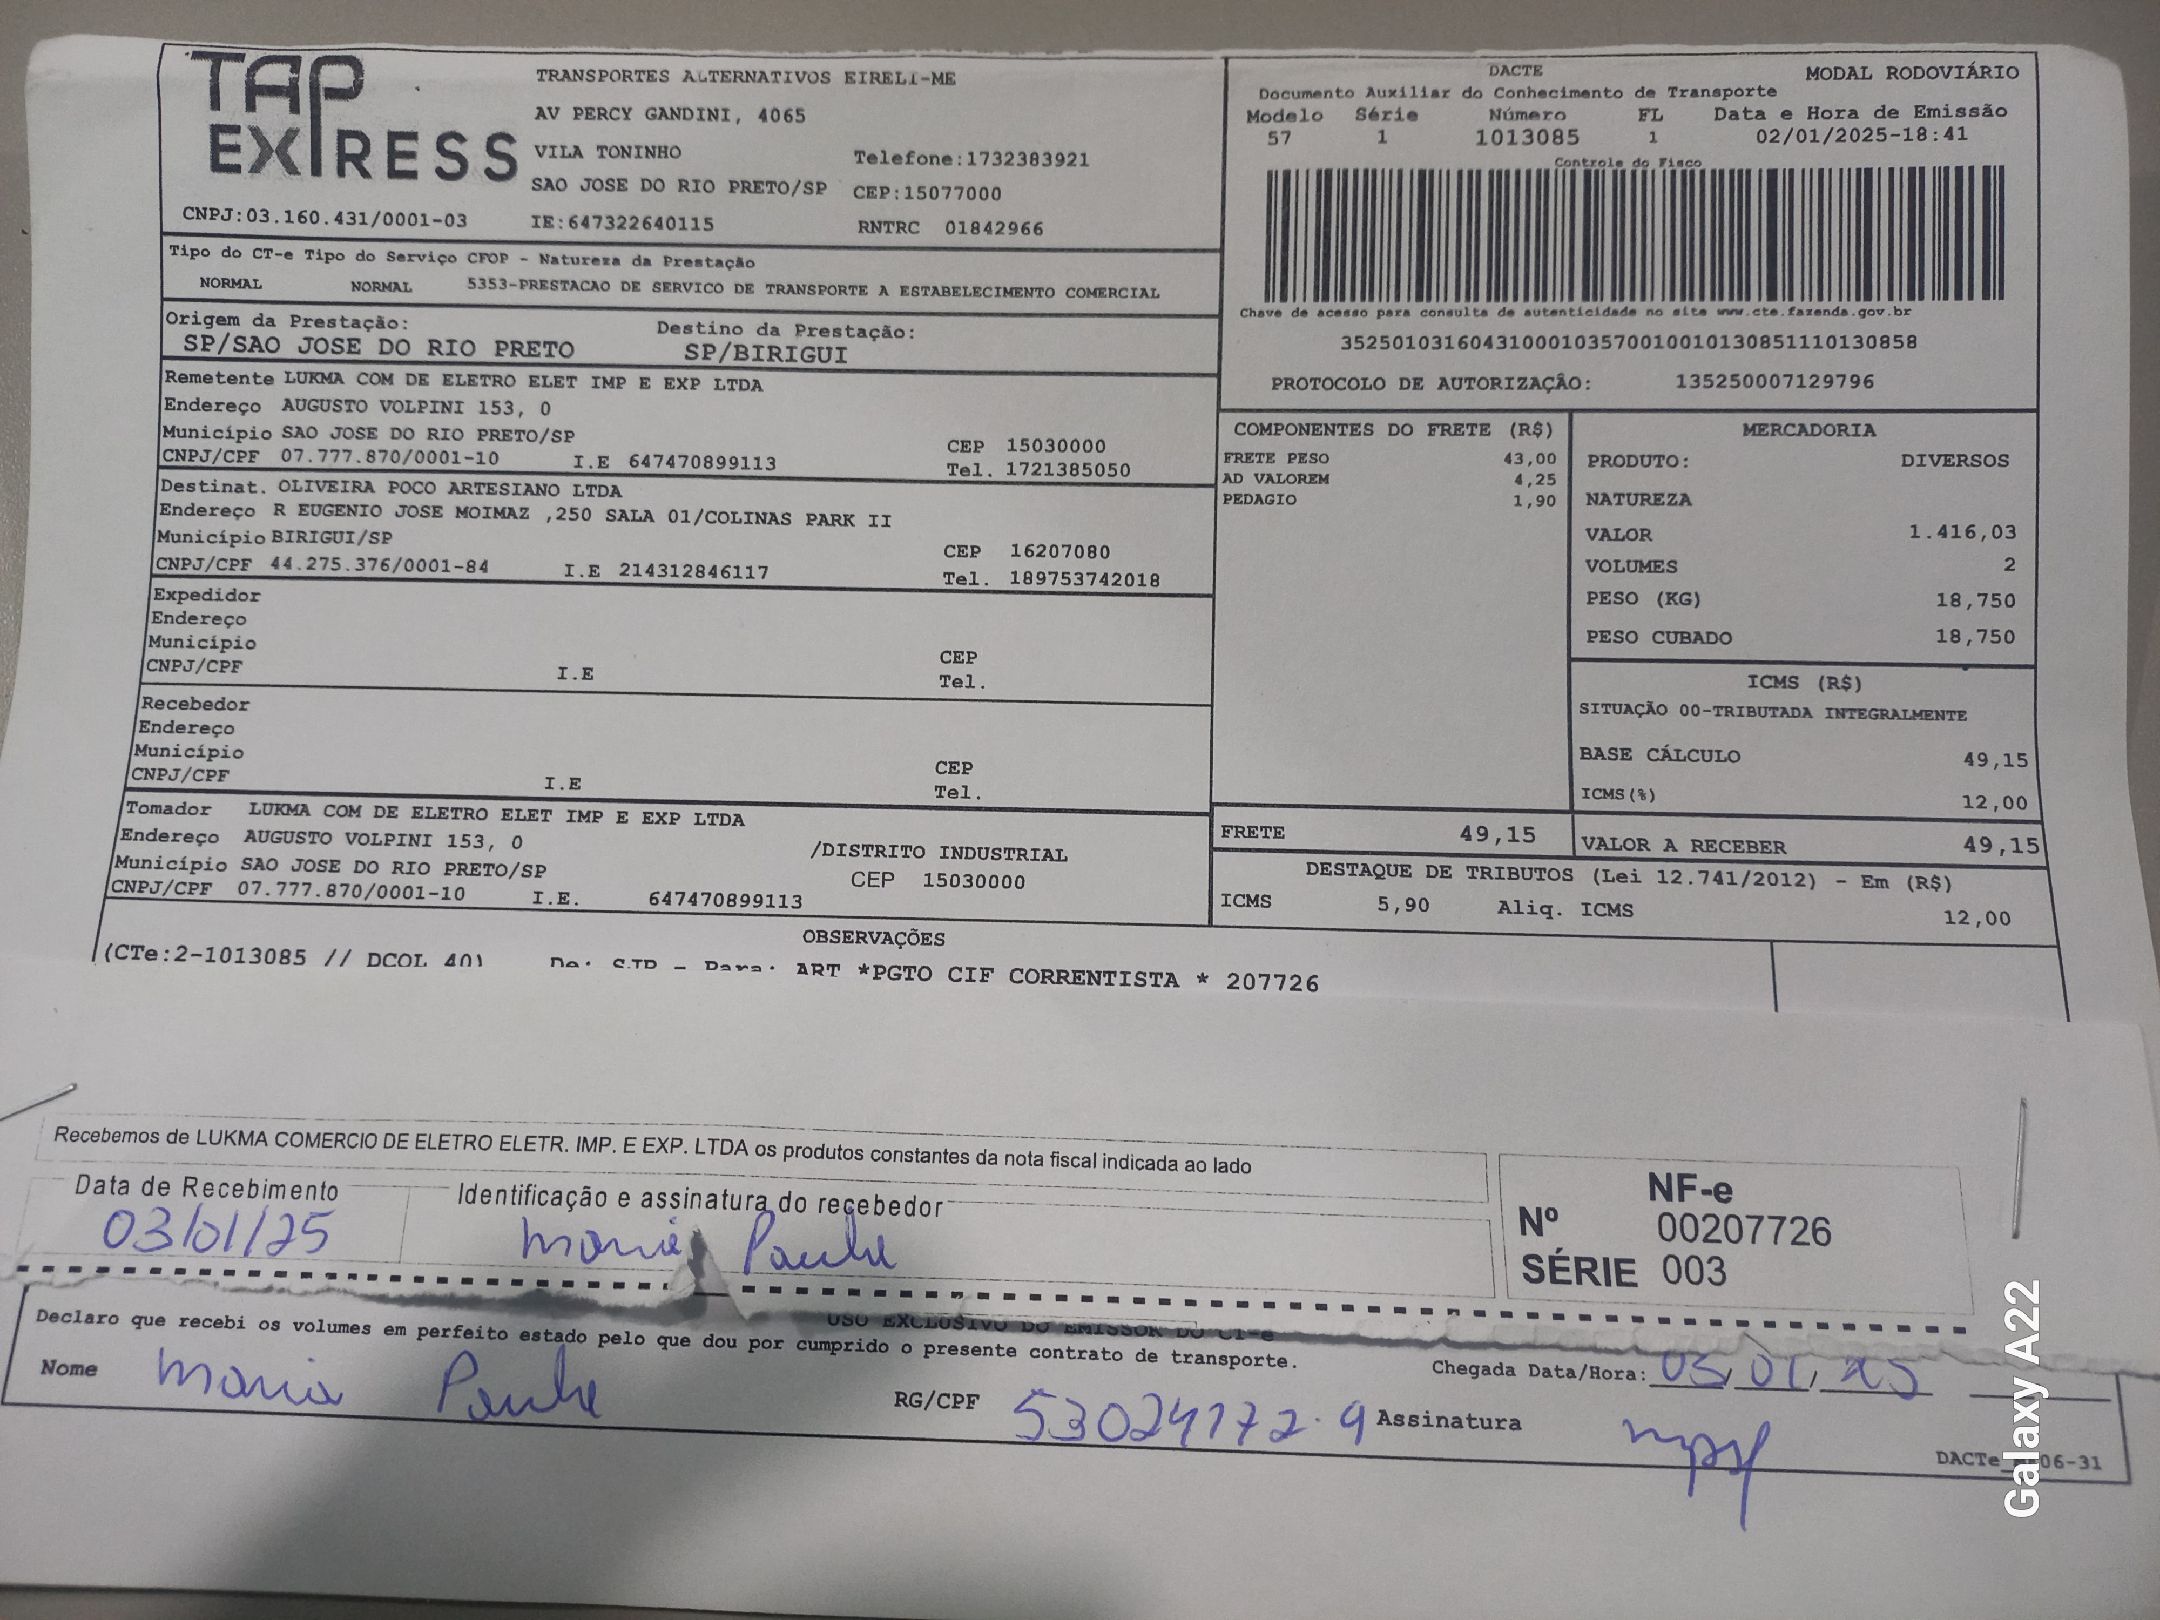 TAP EXPRESS
TRANSPORTES ALTERNATIVOS EIRELI-ME
AV PERCY GANDINI, 4065
VILA TONINHO Telefone:1732383921
SAO JOSE DO RIO PRETO/SP CEP:15077000
CNPJ:03.160.431/0001-03 IE:647322640115 RNTRC 01842966
Tipo do CT-e Tipo do Serviço CFOP - Natureza da Prestação
NORMAL NORMAL 5353-PRESTACAO DE SERVICO DE TRANSPORTE A ESTABELECIMENTO COMERCIAL
Origem da Prestação: Destino da Prestação:
SP/SAO JOSE DO RIO PRETO SP/BIRIGUI
Remetente LUKMA COM DE ELETRO ELET IMP E EXP LTDA
Endereço AUGUSTO VOLPINI 153, 0
Município SAO JOSE DO RIO PRETO/SP CEP 15030000
CNPJ/CPF 07.777.870/0001-10 I.E 647470899113 Tel. 1721385050
Destinat. OLIVEIRA POCO ARTESIANO LTDA
Endereço R EUGENIO JOSE MOIMAZ ,250 SALA 01/COLINAS PARK II
Município BIRIGUI/SP CEP 16207080
CNPJ/CPF 44.275.376/0001-84 I.E 214312846117 Tel. 189753742018
Expedidor
Endereço
Município CEP
CNPJ/CPF I.E Tel.
Recebedor
Endereço
Município CEP
CNPJ/CPF I.E Tel.
Tomador LUKMA COM DE ELETRO ELET IMP E EXP LTDA
Endereço AUGUSTO VOLPINI 153, 0 /DISTRITO INDUSTRIAL
Município SAO JOSE DO RIO PRETO/SP CEP 15030000
CNPJ/CPF 07.777.870/0001-10 I.E. 647470899113
DACTE MODAL RODOVIÁRIO
Documento Auxiliar do Conhecimento de Transporte
Modelo Série Número FL Data e Hora de Emissão
57 1 1013085 1 02/01/2025-18:41
Controle do Fisco
Chave de acesso para consulta de autenticidade no site www.cte.fazenda.gov.br
35250103160431000103570010010130851110130858
PROTOCOLO DE AUTORIZAÇÃO: 135250007129796
COMPONENTES DO FRETE (R$)
FRETE PESO 43,00
AD VALOREM 4,25
PEDAGIO 1,90
MERCADORIA
PRODUTO: DIVERSOS
NATUREZA
VALOR 1.416,03
VOLUMES 2
PESO (KG) 18,750
PESO CUBADO 18,750
ICMS (R$)
SITUAÇÃO 00-TRIBUTADA INTEGRALMENTE
BASE CÁLCULO 49,15
ICMS(%) 12,00
FRETE 49,15 VALOR A RECEBER 49,15
DESTAQUE DE TRIBUTOS (Lei 12.741/2012) - Em (R$)
ICMS 5,90 Aliq. ICMS 12,00
OBSERVAÇÕES
(CTe:2-1013085 // DCOL 40) De: SJP - Para: ART *PGTO CIF CORRENTISTA * 207726
Recebemos de LUKMA COMERCIO DE ELETRO ELETR. IMP. E EXP. LTDA os produtos constantes da nota fiscal indicada ao lado
Data de Recebimento Identificação e assinatura do recebedor
03/01/25 Maria Paula
NF-e
Nº 00207726
SÉRIE 003
USO EXCLUSIVO DO EMISSOR DO CT-e
Declaro que recebi os volumes em perfeito estado pelo que dou por cumprido o presente contrato de transporte.
Nome Maria Paula RG/CPF 53024172-9 Assinatura
Chegada Data/Hora: 03/01/25
06-31
Galaxy A22